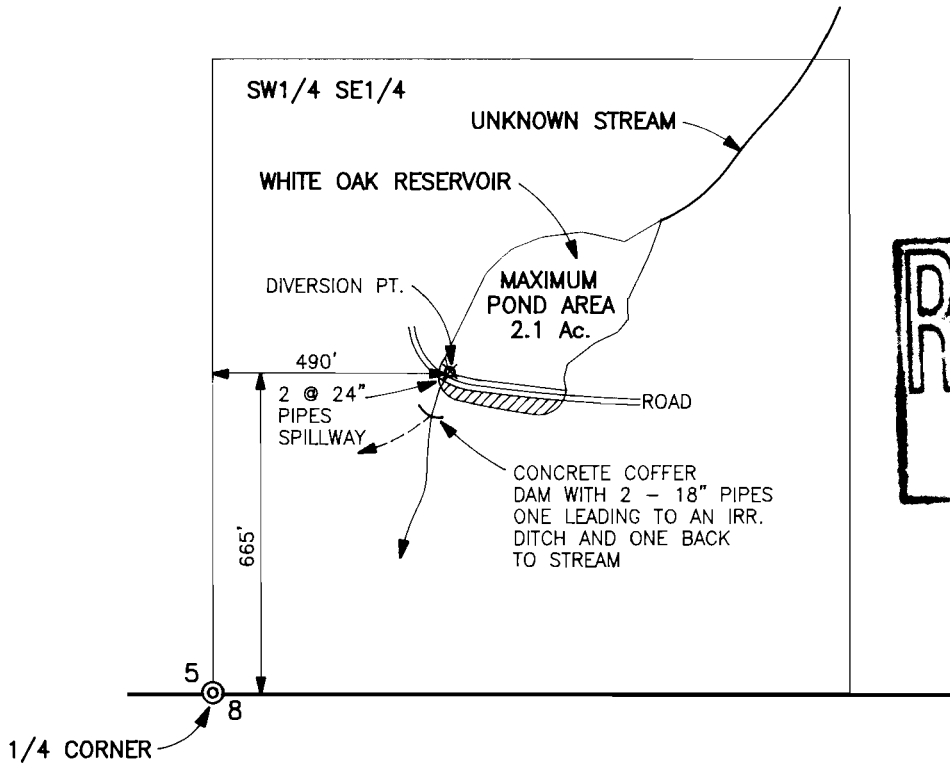 SW1/4 SE1/4
UNKNOWN STREAM
WHITE OAK RESERVOIR
MAXIMUM
POND AREA
2.1 Ac.
DIVERSION PT.
490'
2 @ 24"
PIPES
SPILLWAY
ROAD
CONCRETE COFFER
DAM WITH 2 - 18" PIPES
ONE LEADING TO AN IRR.
DITCH AND ONE BACK
TO STREAM
665'
5
8
1/4 CORNER